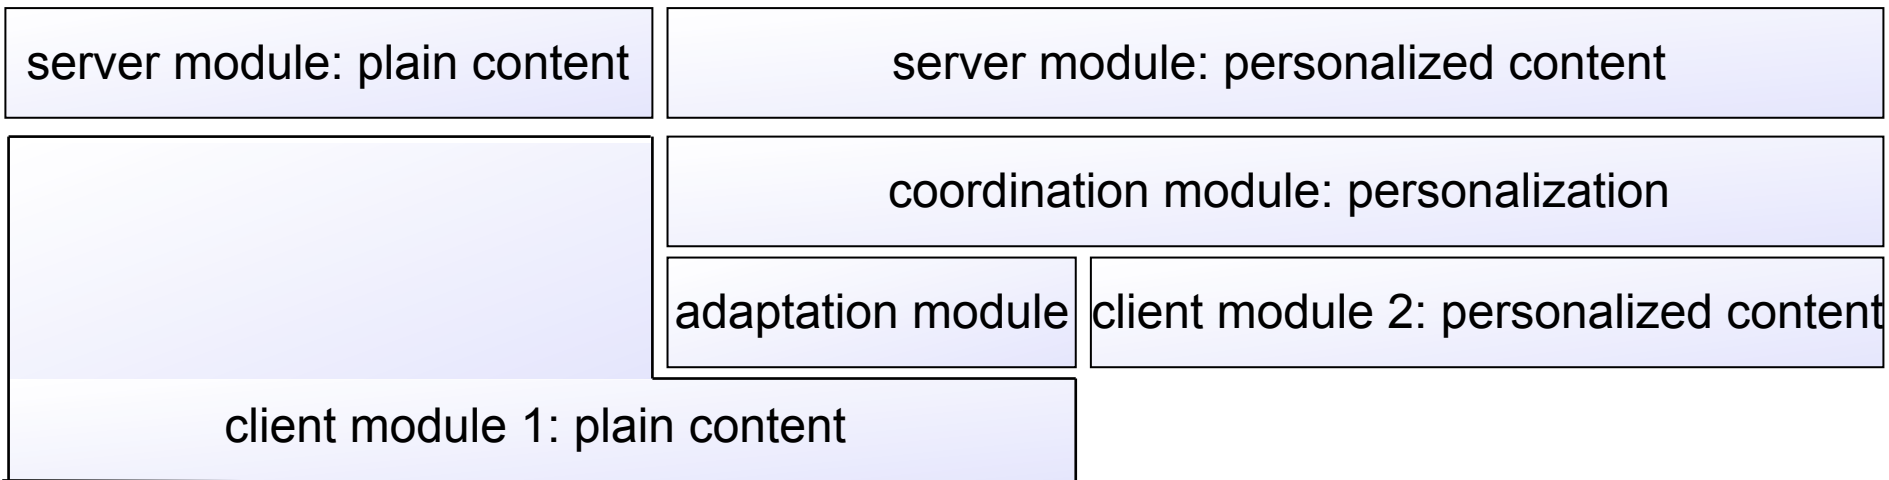 server module: plain content
server module: personalized content
coordination module: personalization
adaptation module
client module 2: personalized content
client module 1: plain content